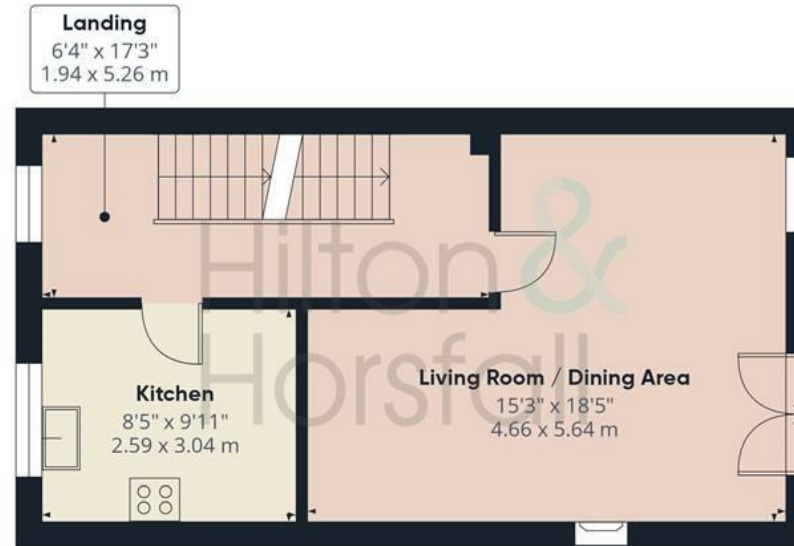 Landing
6'4" x 17'3"
1.94 x 5.26 m
Hilton &
Horsfall
Kitchen
8'5" x 9'11"
2.59 x 3.04 m
Living Room / Dining Area
15'3" x 18'5"
4.66 x 5.64 m